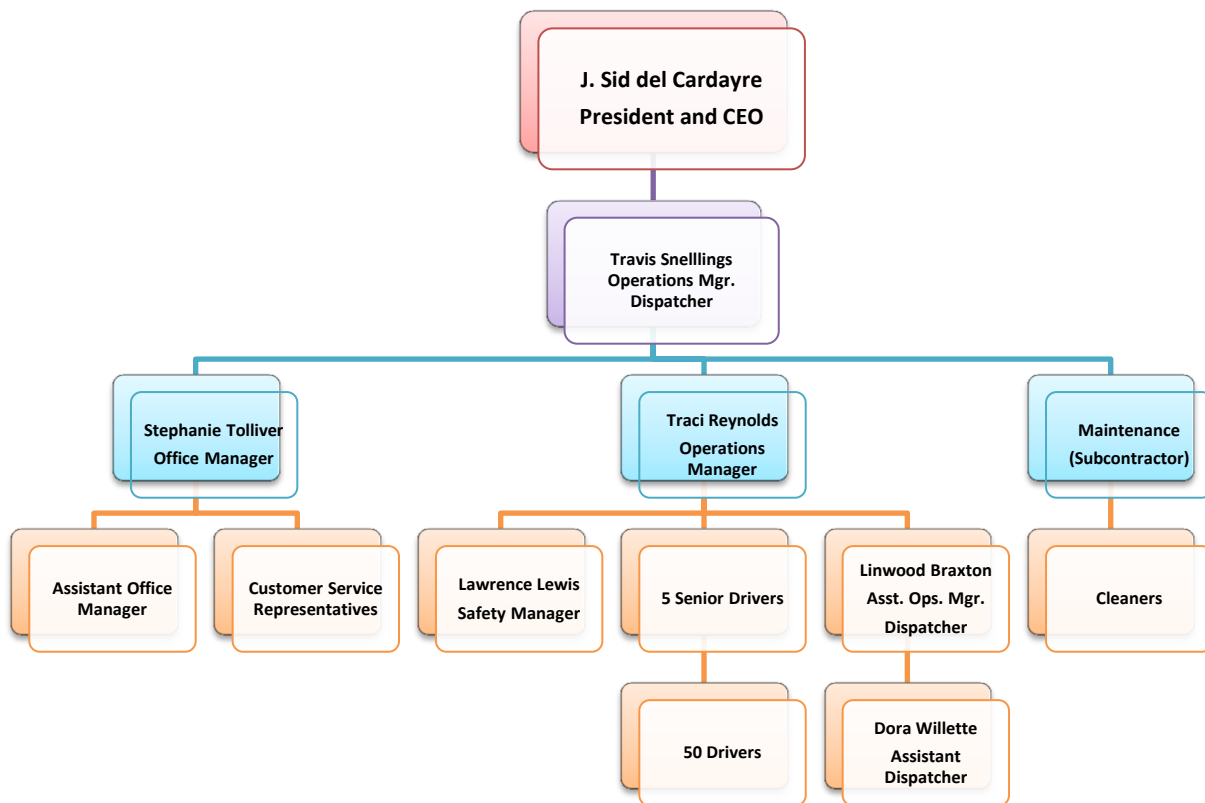 J. Sid del Cardayre
President and CEO
Travis Snelllings
Operations Mgr.
Dispatcher
Stephanie Tolliver
Office Manager
Traci Reynolds
Operations
Manager
Maintenance
(Subcontractor)
Assistant Office
Manager
Customer Service
Representatives
Lawrence Lewis
Safety Manager
5 Senior Drivers
Linwood Braxton
Asst. Ops. Mgr.
Dispatcher
Cleaners
50 Drivers
Dora Willette
Assistant
Dispatcher